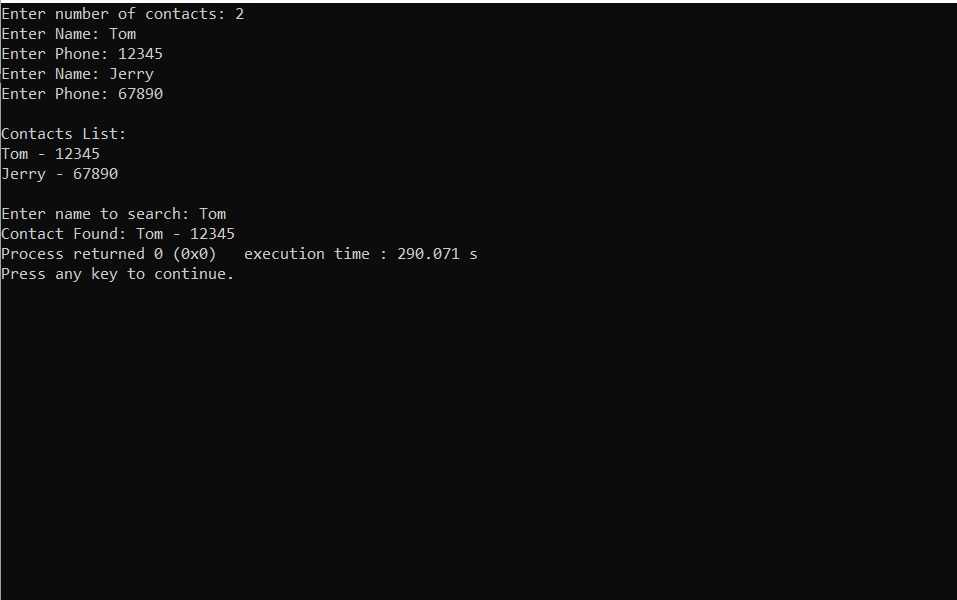 Enter number of contacts: 2
Enter Name: Tom
Enter Phone: 12345
Enter Name: Jerry
Enter Phone: 67890
Contacts List:
Tom - 12345
Jerry - 67890
Enter name to search: Tom
Contact Found: Tom - 12345
Process returned 0 (0x0)   execution time : 290.071 s
Press any key to continue.